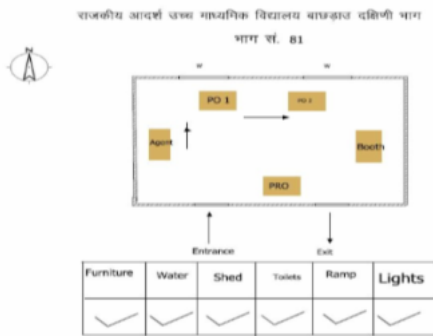 राजकीय आदर्श उच्च माध्यमिक विद्यालय बाछड़ाउ दक्षिणी भाग
भाग सं. 81
N
W W
PO 1 PO 2
Agent Booth
PRO
Entrance Exit
Furniture Water Shed Toilets Ramp Lights